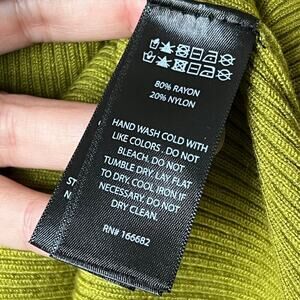 80% RAYON
20% NYLON
HAND WASH COLD WITH
LIKE COLORS . DO NOT
BLEACH. DO NOT
TUMBLE DRY. LAY FLAT
TO DRY. COOL IRON IF
NECESSARY. DO NOT
DRY CLEAN.
RN# 166682
ST
N.